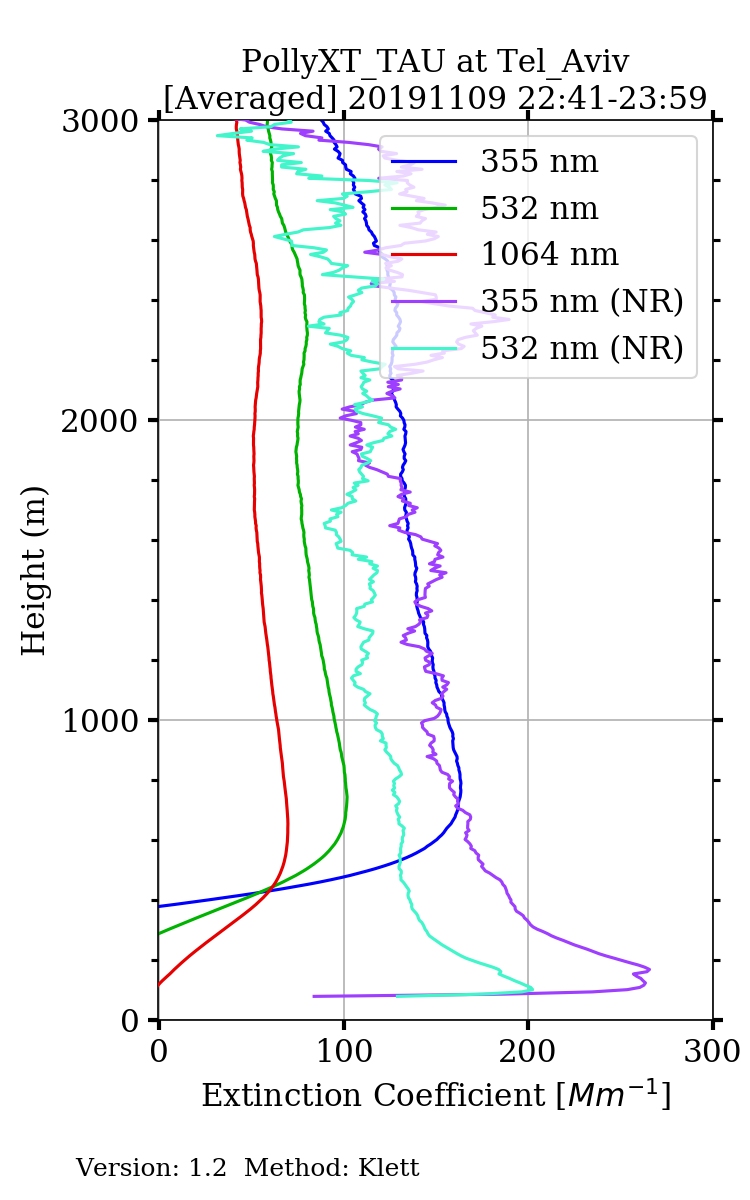 PollyXT_TAU at Tel_Aviv
[Averaged] 20191109 22:41-23:59
3000
355 nm
532 nm
1064 nm
355 nm (NR)
532 nm (NR)
2000
Height (m)
1000
0
0 100 200 300
Extinction Coefficient [Mm⁻¹]
Version: 1.2 Method: Klett